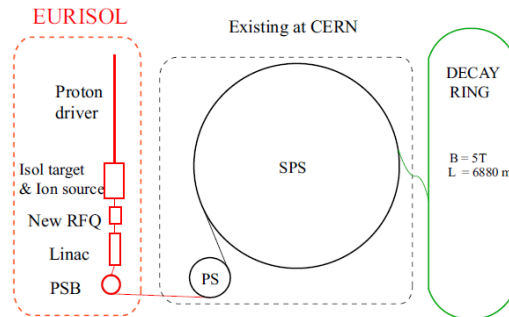 EURISOL
Existing at CERN
Proton
driver
Isol target
& Ion source
New RFQ
Linac
PSB
PS
SPS
DECAY
RING
B = 5T
L = 6880 m